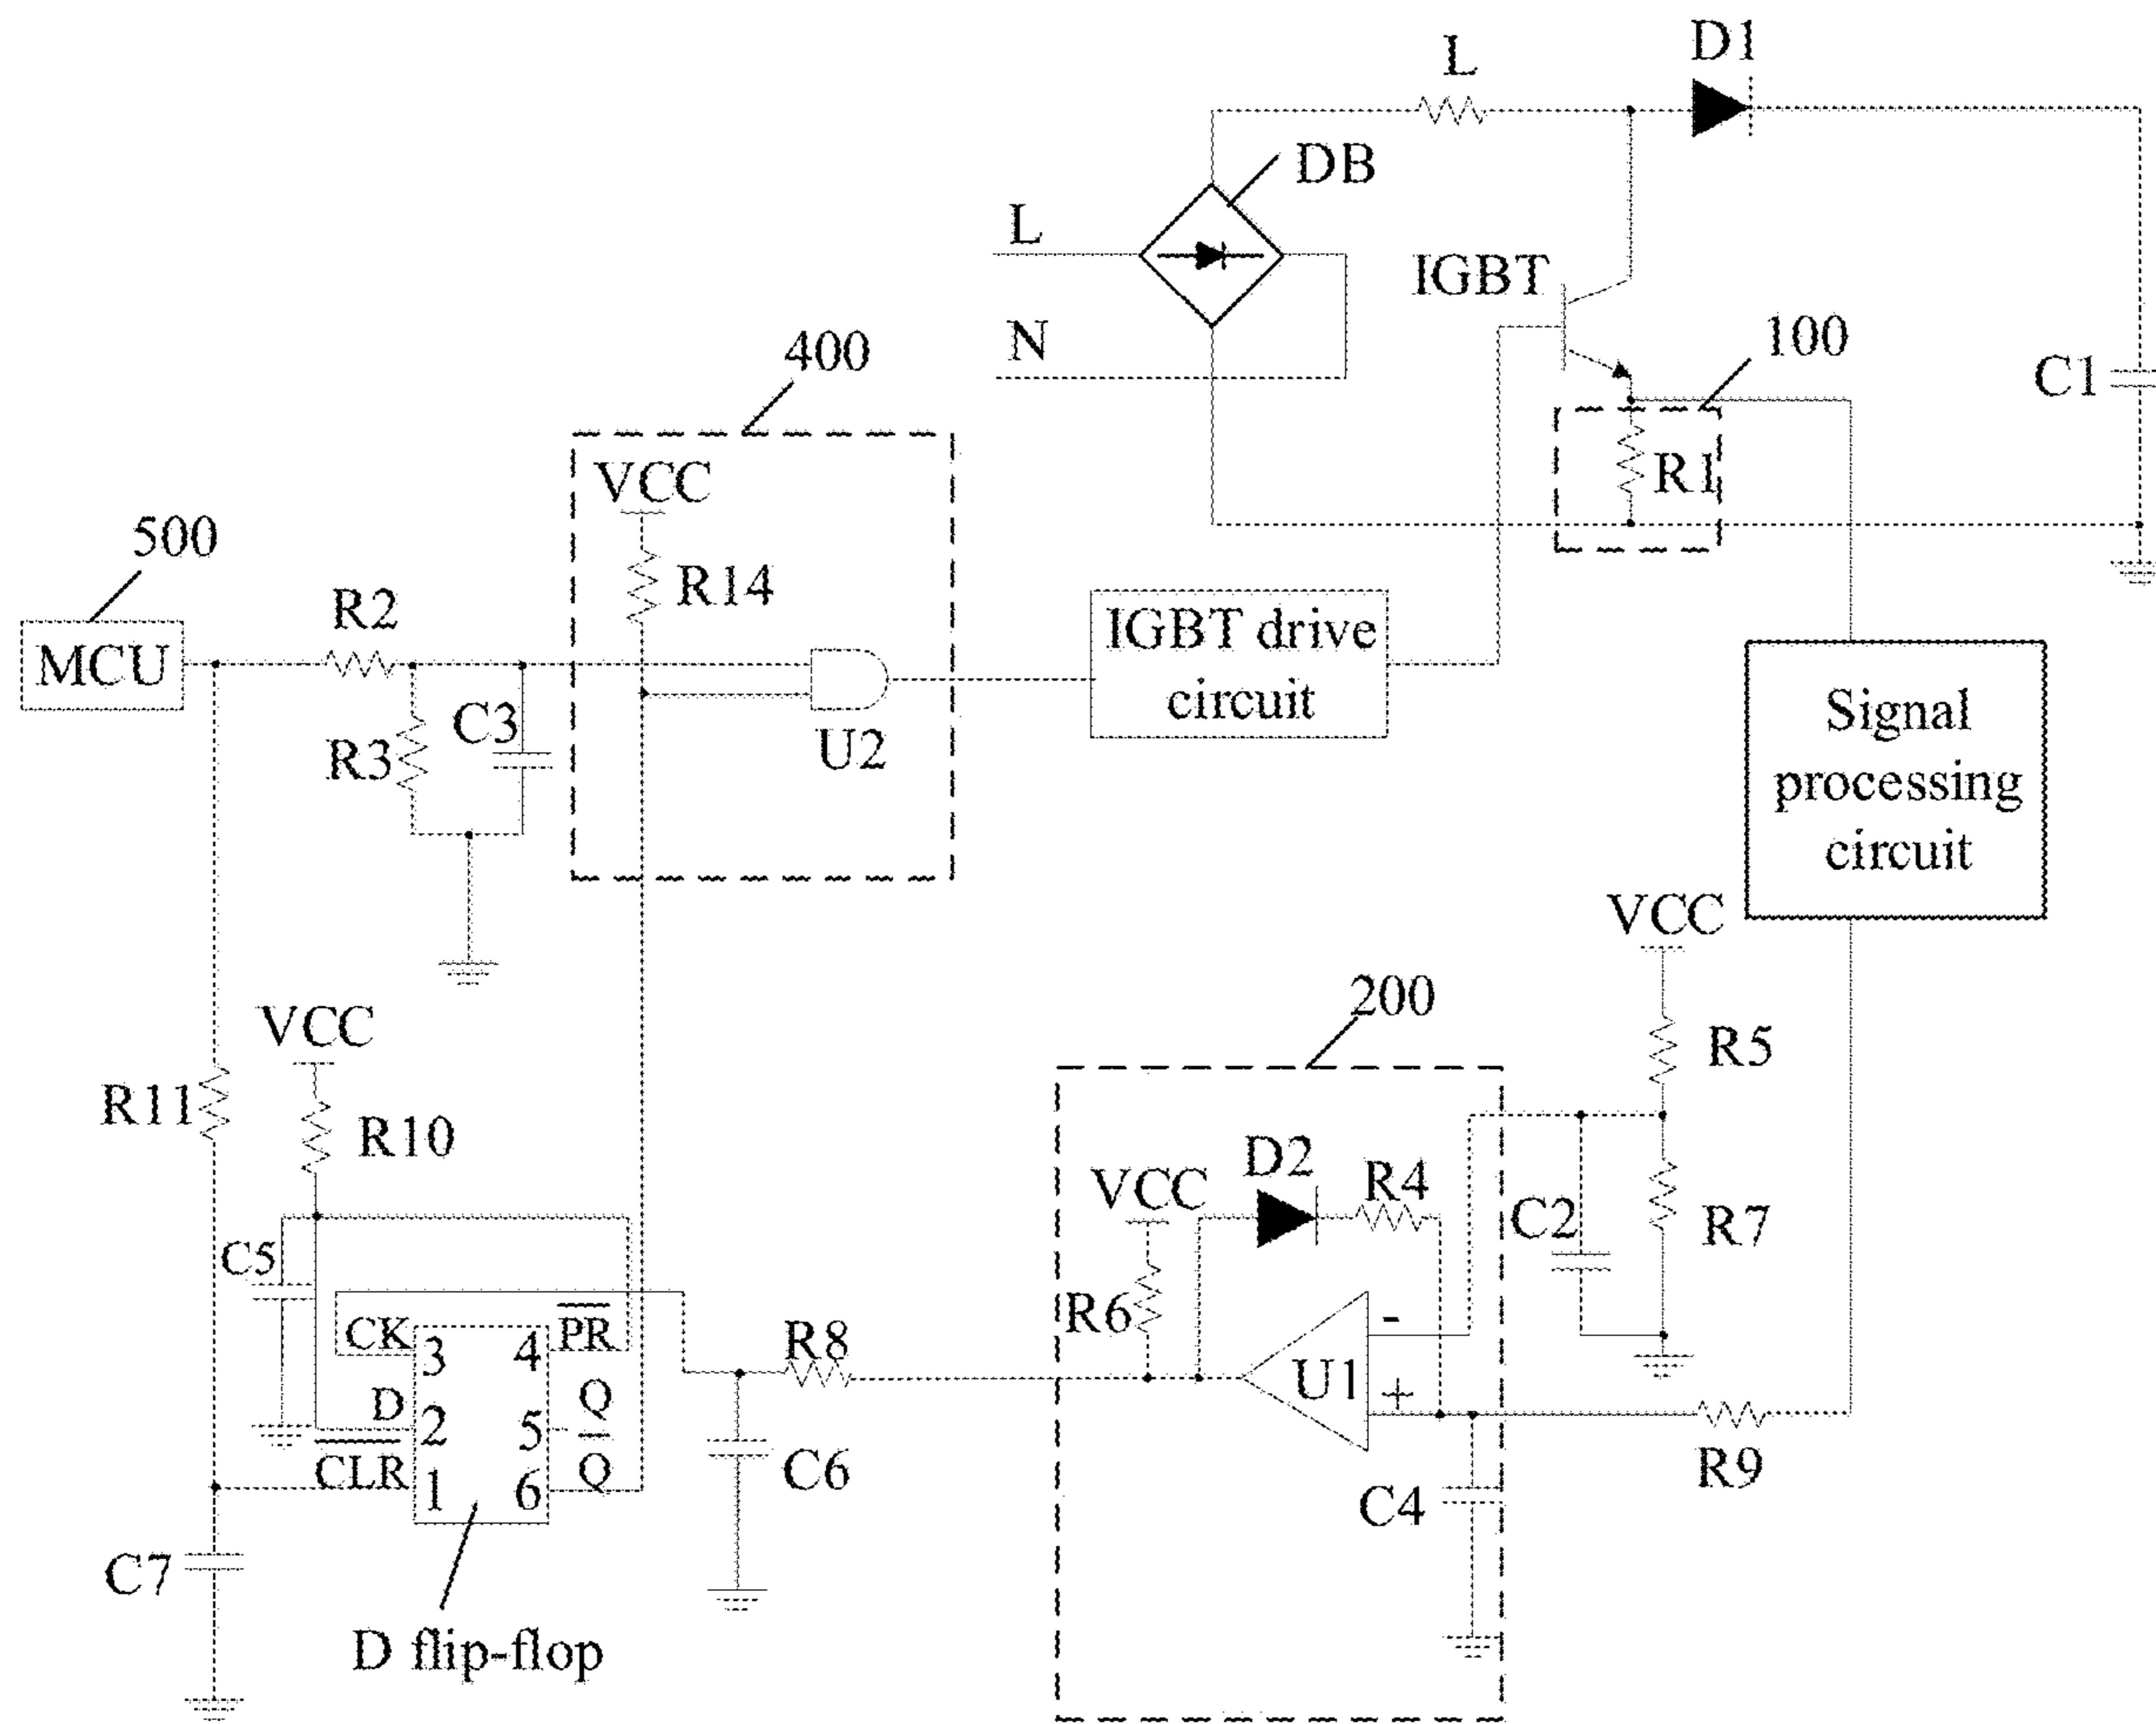 L
D1
DB
L
IGBT
N
100
400
C1
VCC
R1
500
R14
R2
MCU
IGBT drive
circuit
R3
C3
U2
Signal
processing
circuit
VCC
200
VCC
R5
R11
R10
D2
R4
VCC
C2
R7
C5
R6
CK
3
4
PR
R8
-
U1
+
D
2
5
Q
CLR
1
6
Q
C6
R9
C4
C7
D flip-flop